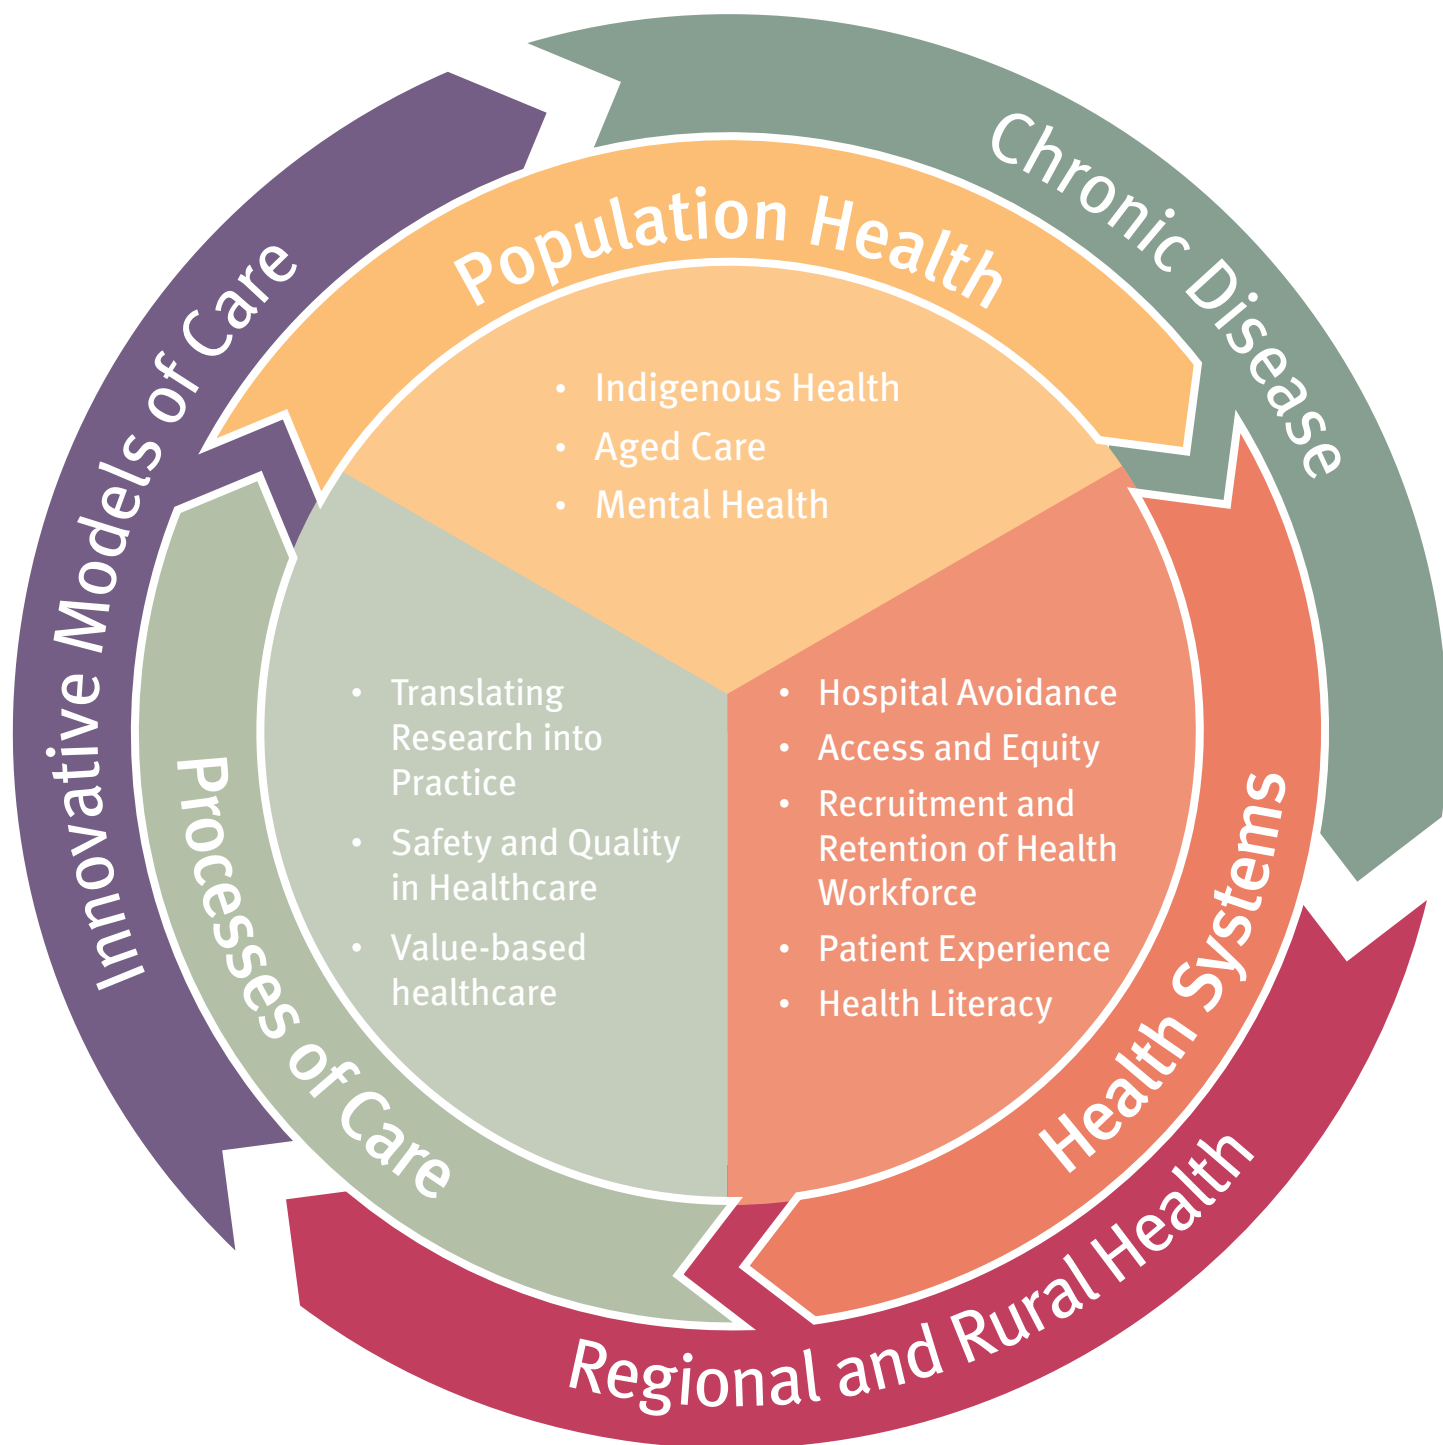 Innovative Models of Care
Chronic Disease
Population Health
• Indigenous Health
• Aged Care
• Mental Health
Processes of Care
• Translating
Research into
Practice
• Safety and Quality
in Healthcare
• Value-based
healthcare
• Hospital Avoidance
• Access and Equity
• Recruitment and
Retention of Health
Workforce
• Patient Experience
• Health Literacy
Health Systems
Regional and Rural Health